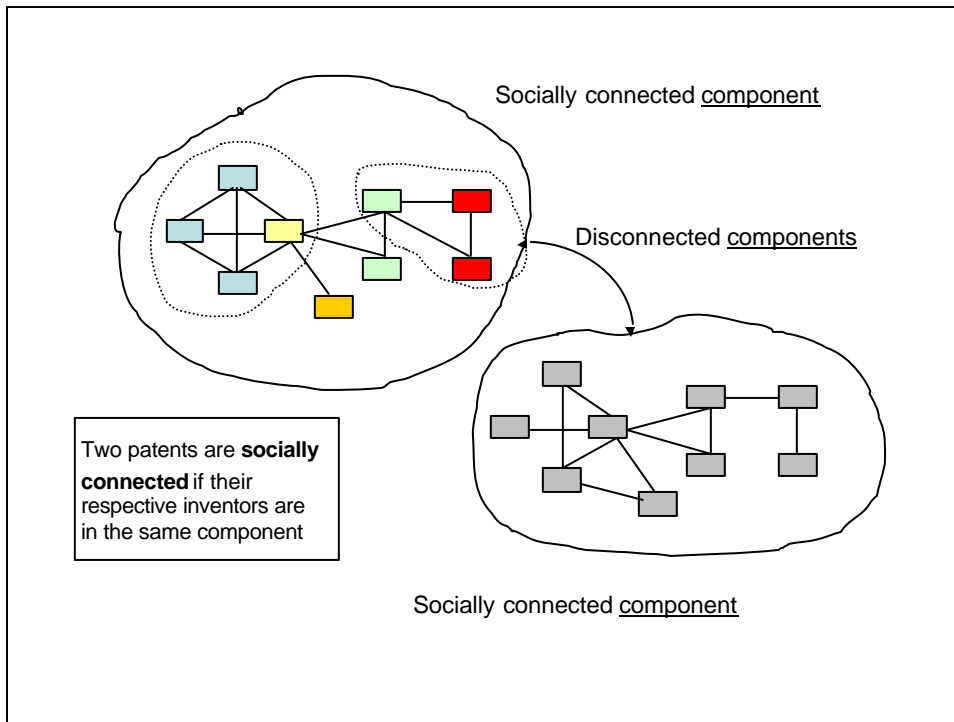 Socially connected component
Disconnected components
Two patents are socially
connected if their
respective inventors are
in the same component
Socially connected component